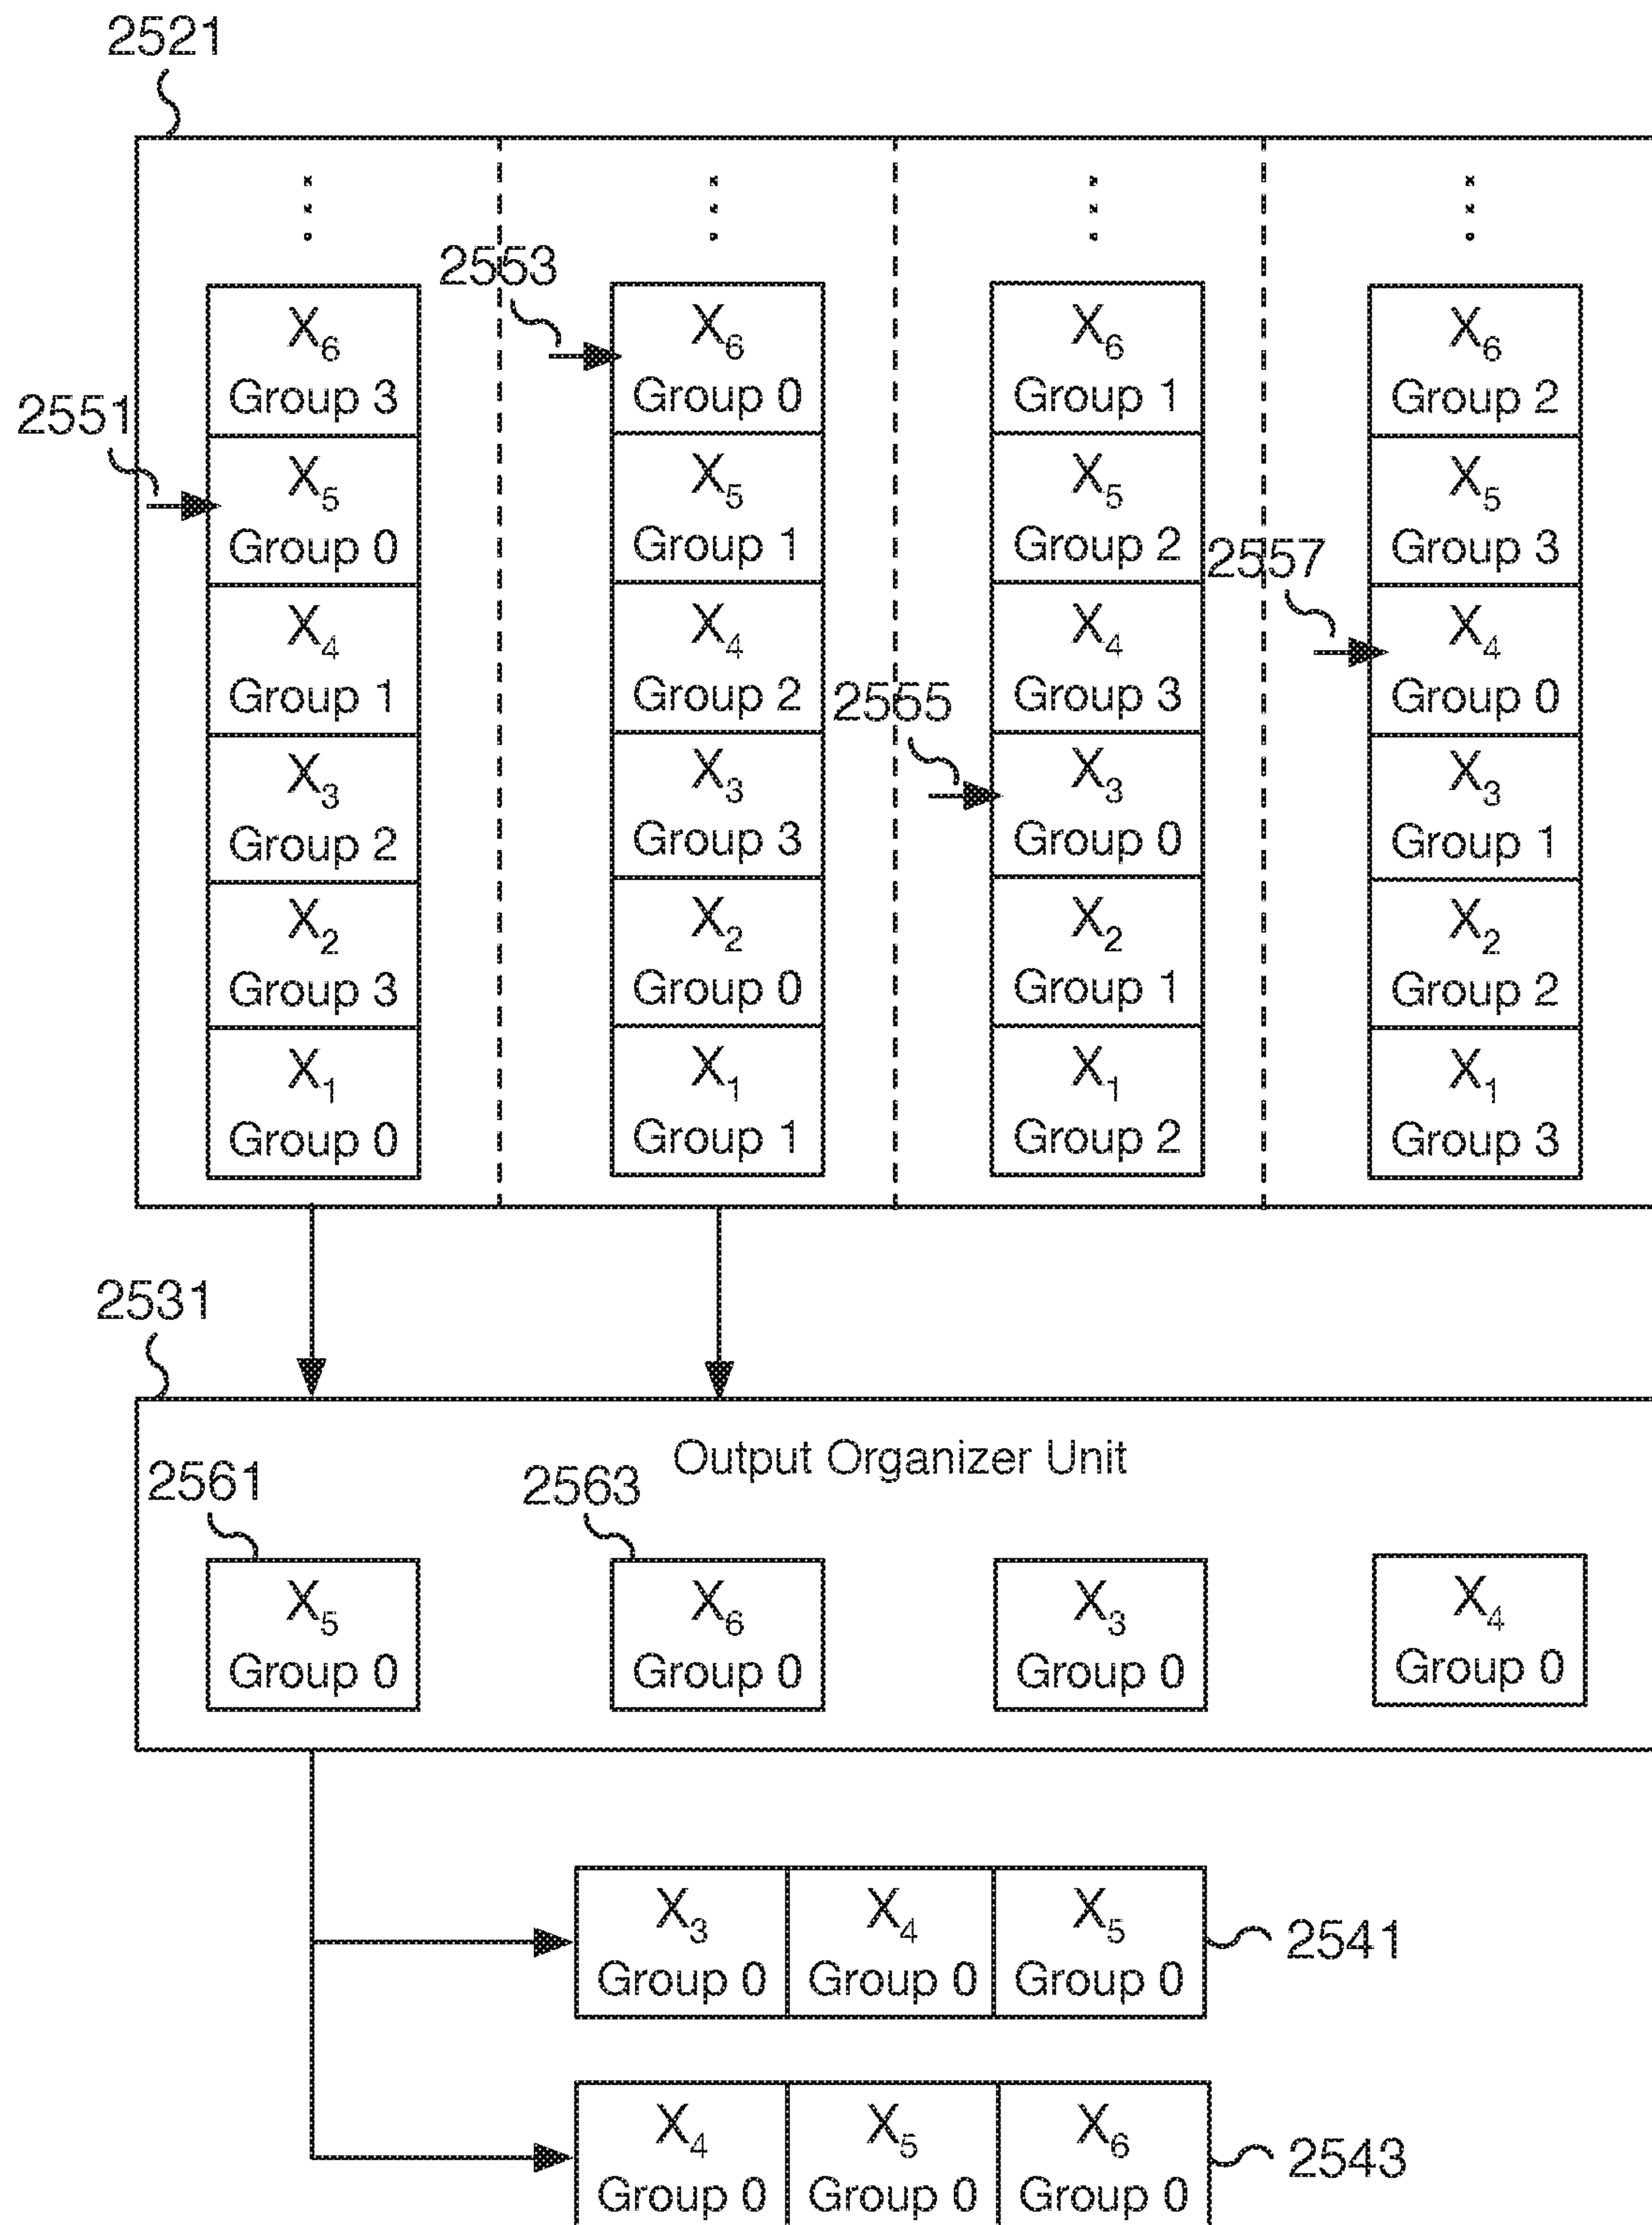 2521
2553
2551
X6
Group 3
X6
Group 0
X6
Group 1
X6
Group 2
X5
Group 0
X5
Group 1
X5
Group 2
X5
Group 3
2557
X4
Group 1
X4
Group 2
X4
Group 3
X4
Group 0
2555
X3
Group 2
X3
Group 3
X3
Group 0
X3
Group 1
X2
Group 3
X2
Group 0
X2
Group 1
X2
Group 2
X1
Group 0
X1
Group 1
X1
Group 2
X1
Group 3
2531
Output Organizer Unit
2561
2563
X5
Group 0
X6
Group 0
X3
Group 0
X4
Group 0
X3
Group 0
X4
Group 0
X5
Group 0
2541
X4
Group 0
X5
Group 0
X6
Group 0
2543